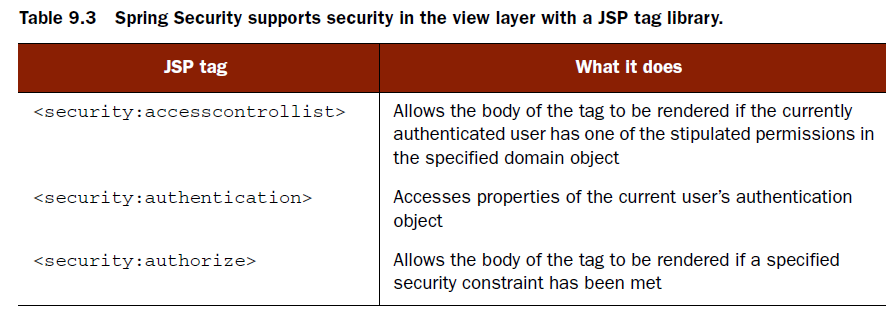 Table 9.3 Spring Security supports security in the view layer with a JSP tag library.
JSP tag What it does
<security:accesscontrollist> Allows the body of the tag to be rendered if the currently
authenticated user has one of the stipulated permissions in
the specified domain object
<security:authentication> Accesses properties of the current user's authentication
object
<security:authorize> Allows the body of the tag to be rendered if a specified
security constraint has been met